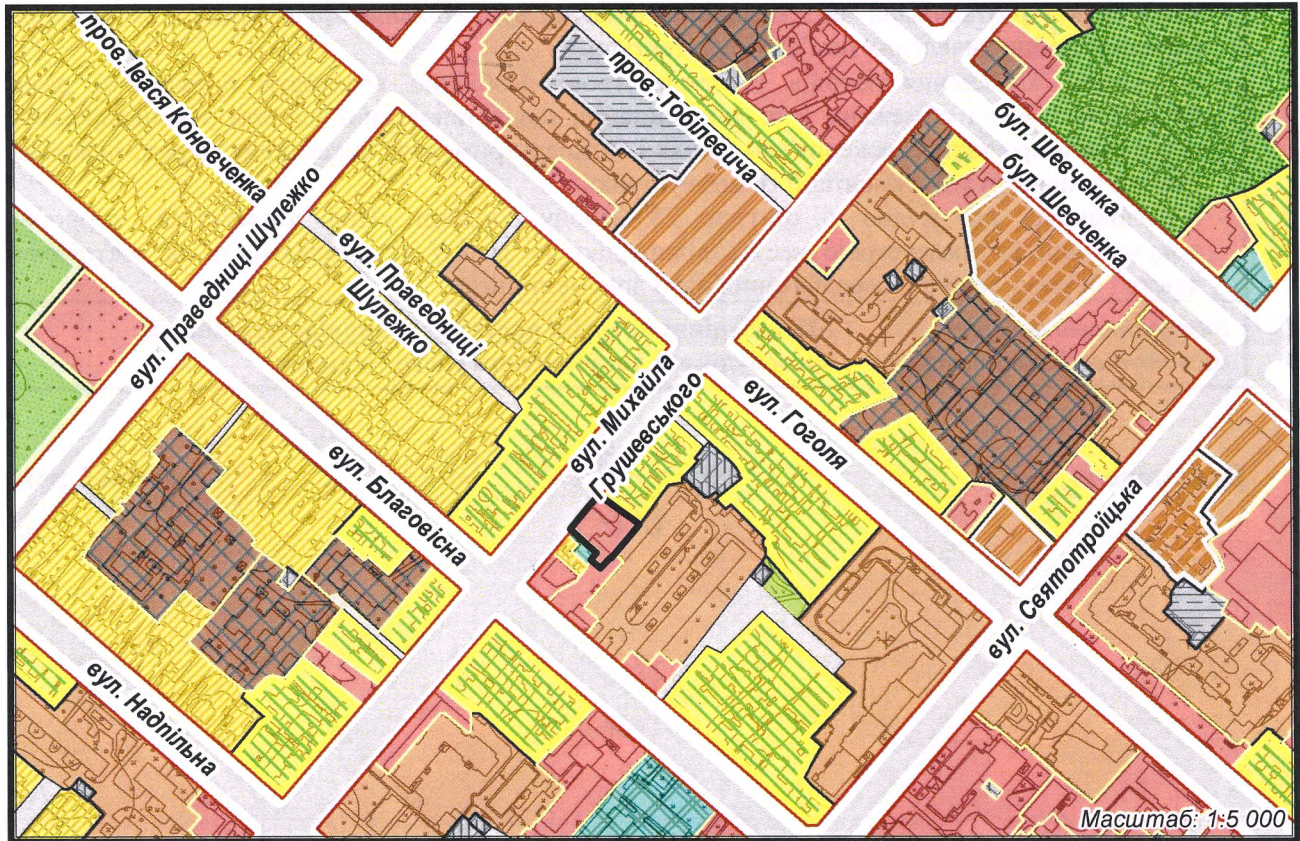 пров. Івася Коновченка
пров. Тобілевича
бул. Шевченка
бул. Шевченка
вул. Праведниці Шулежко
вул. Праведниці
Шулежко
вул. Михайла
Грушевського
вул. Гоголя
вул. Благовісна
вул. Святотроїцька
вул. Надпільна
Масштаб: 1:5 000